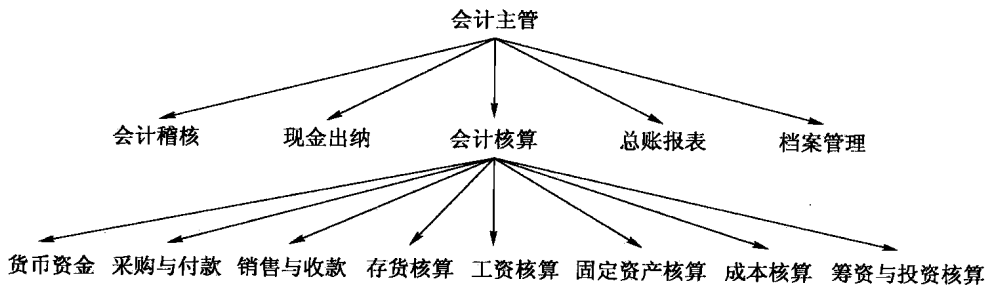 会计主管
会计稽核 现金出纳 会计核算 总账报表 档案管理
货币资金 采购与付款 销售与收款 存货核算 工资核算 固定资产核算 成本核算 筹资与投资核算